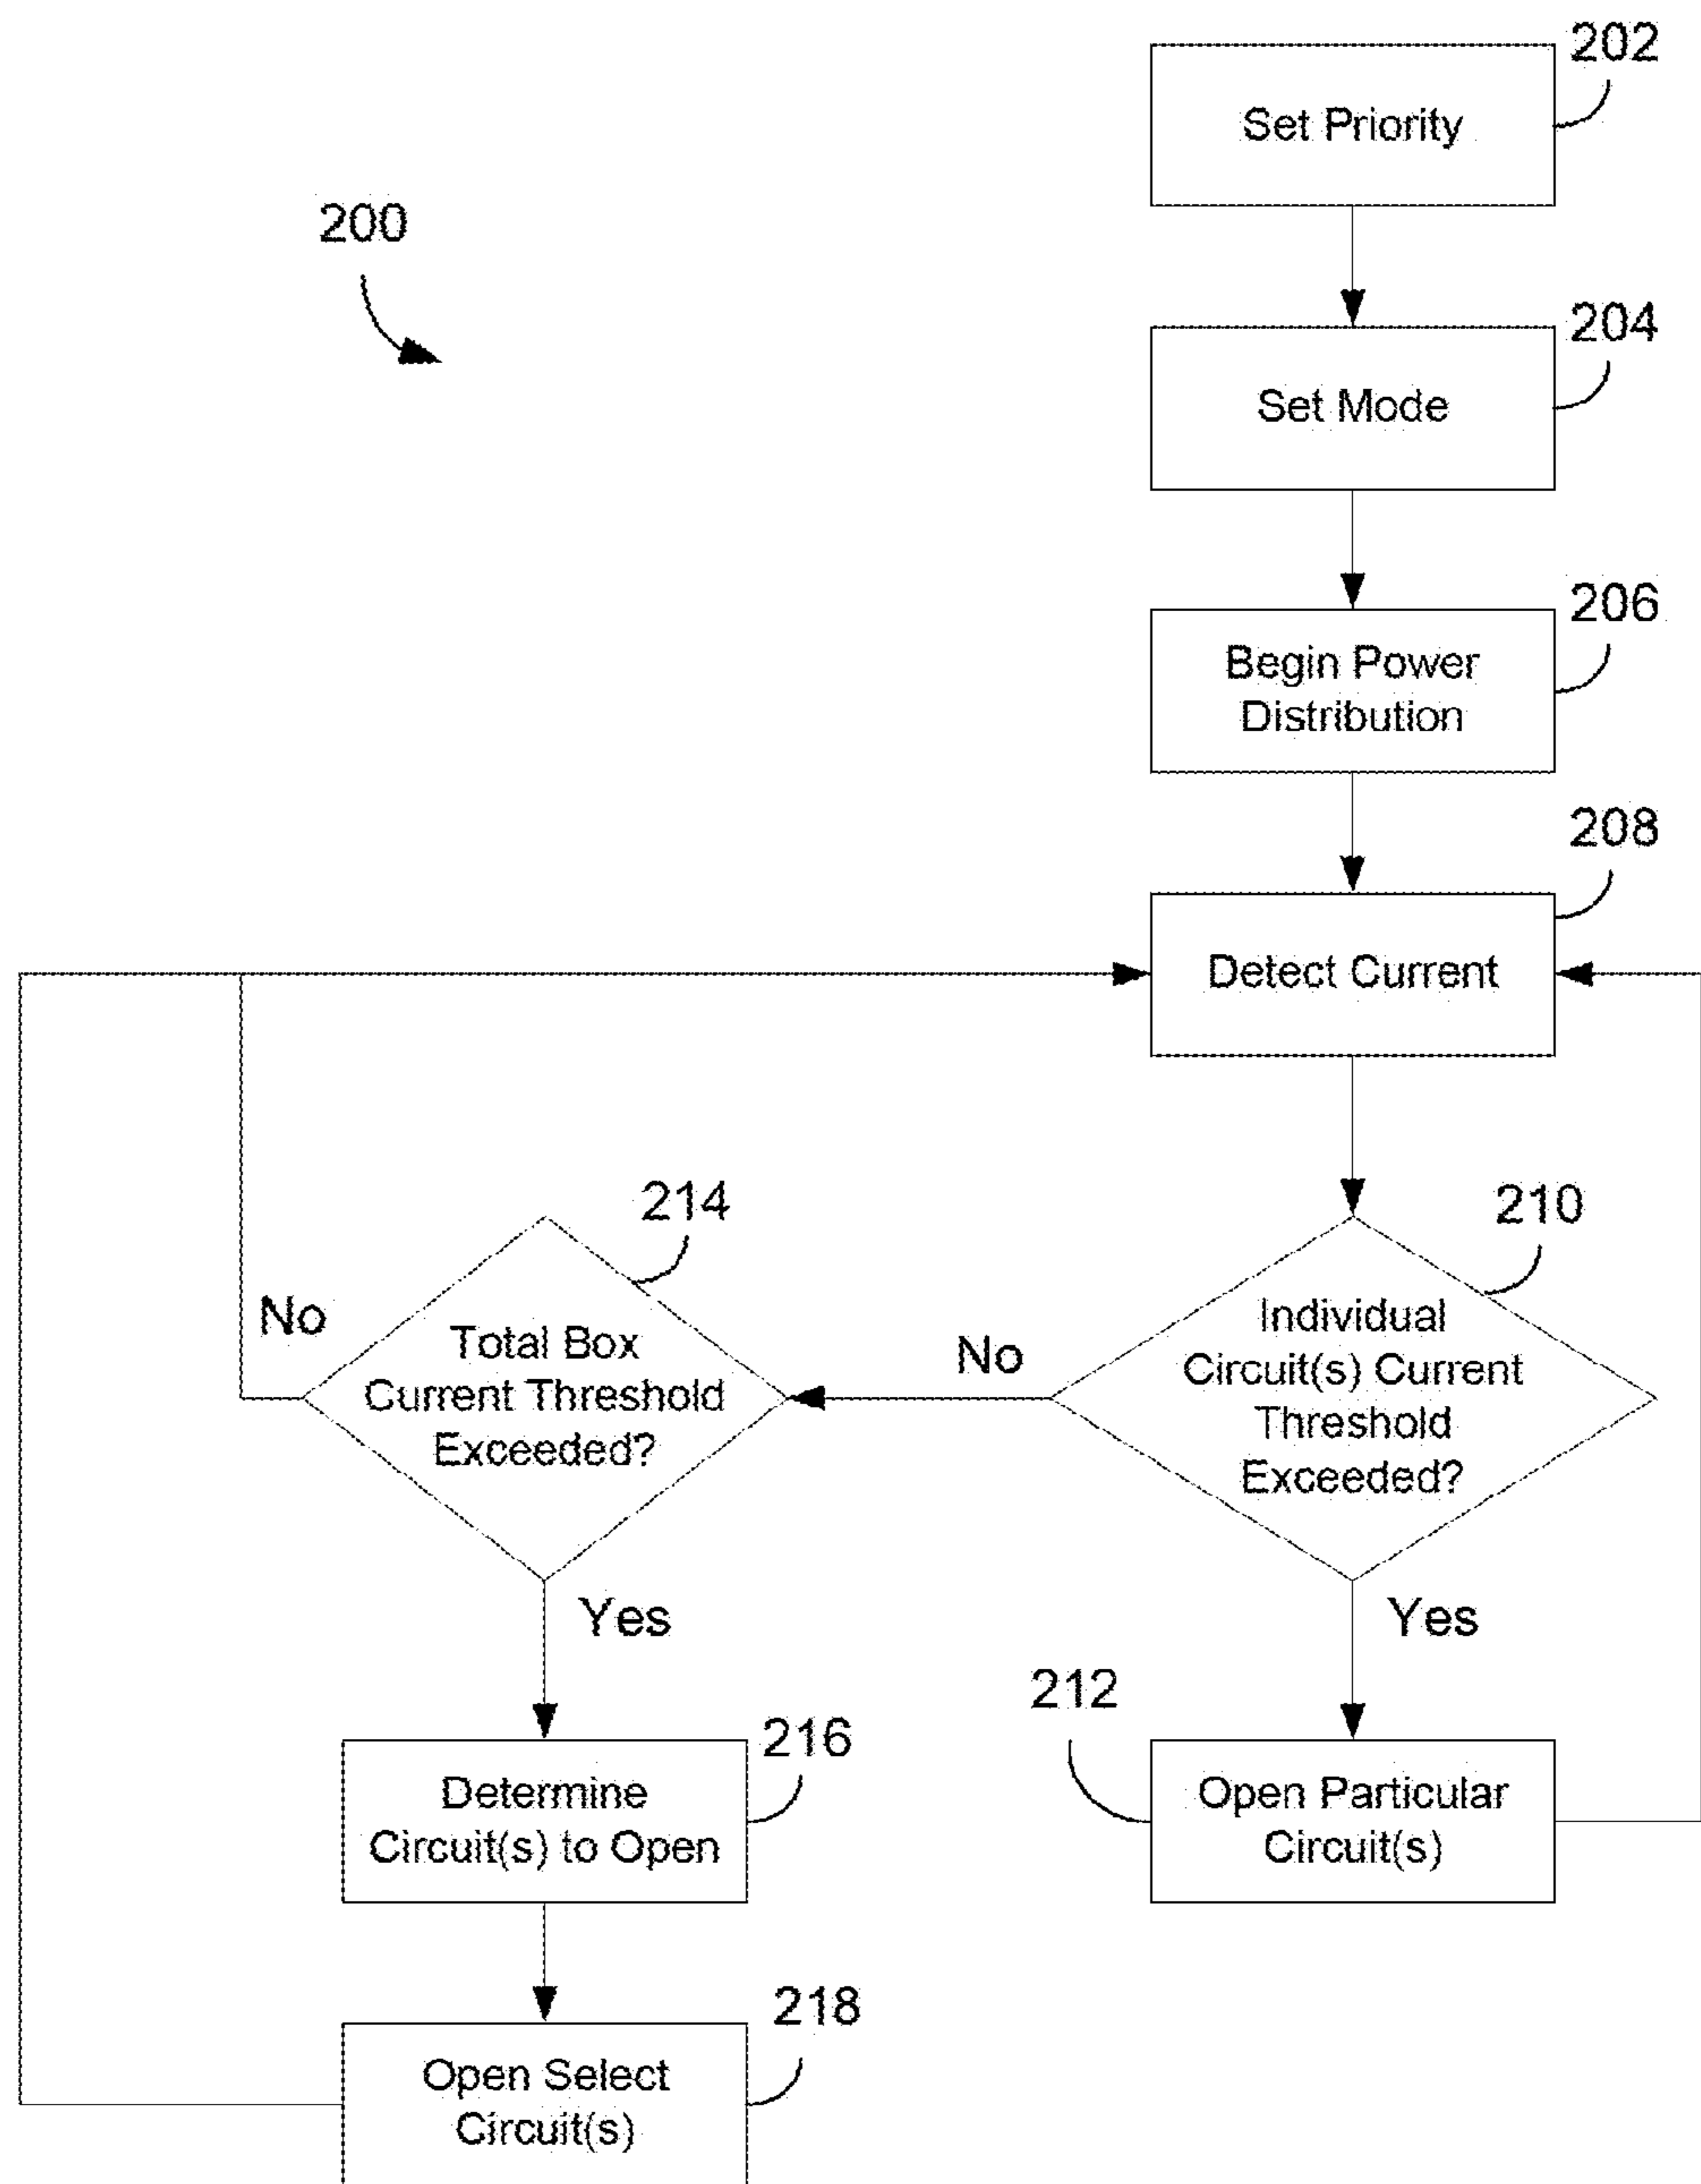 202
Set Priority
200
204
Set Mode
206
Begin Power
Distribution
208
Detect Current
214
210
No
Total Box
Current Threshold
Exceeded?
No
Individual
Circuit(s) Current
Threshold
Exceeded?
Yes
Yes
212
216
Determine
Circuit(s) to Open
Open Particular
Circuit(s)
218
Open Select
Circuit(s)